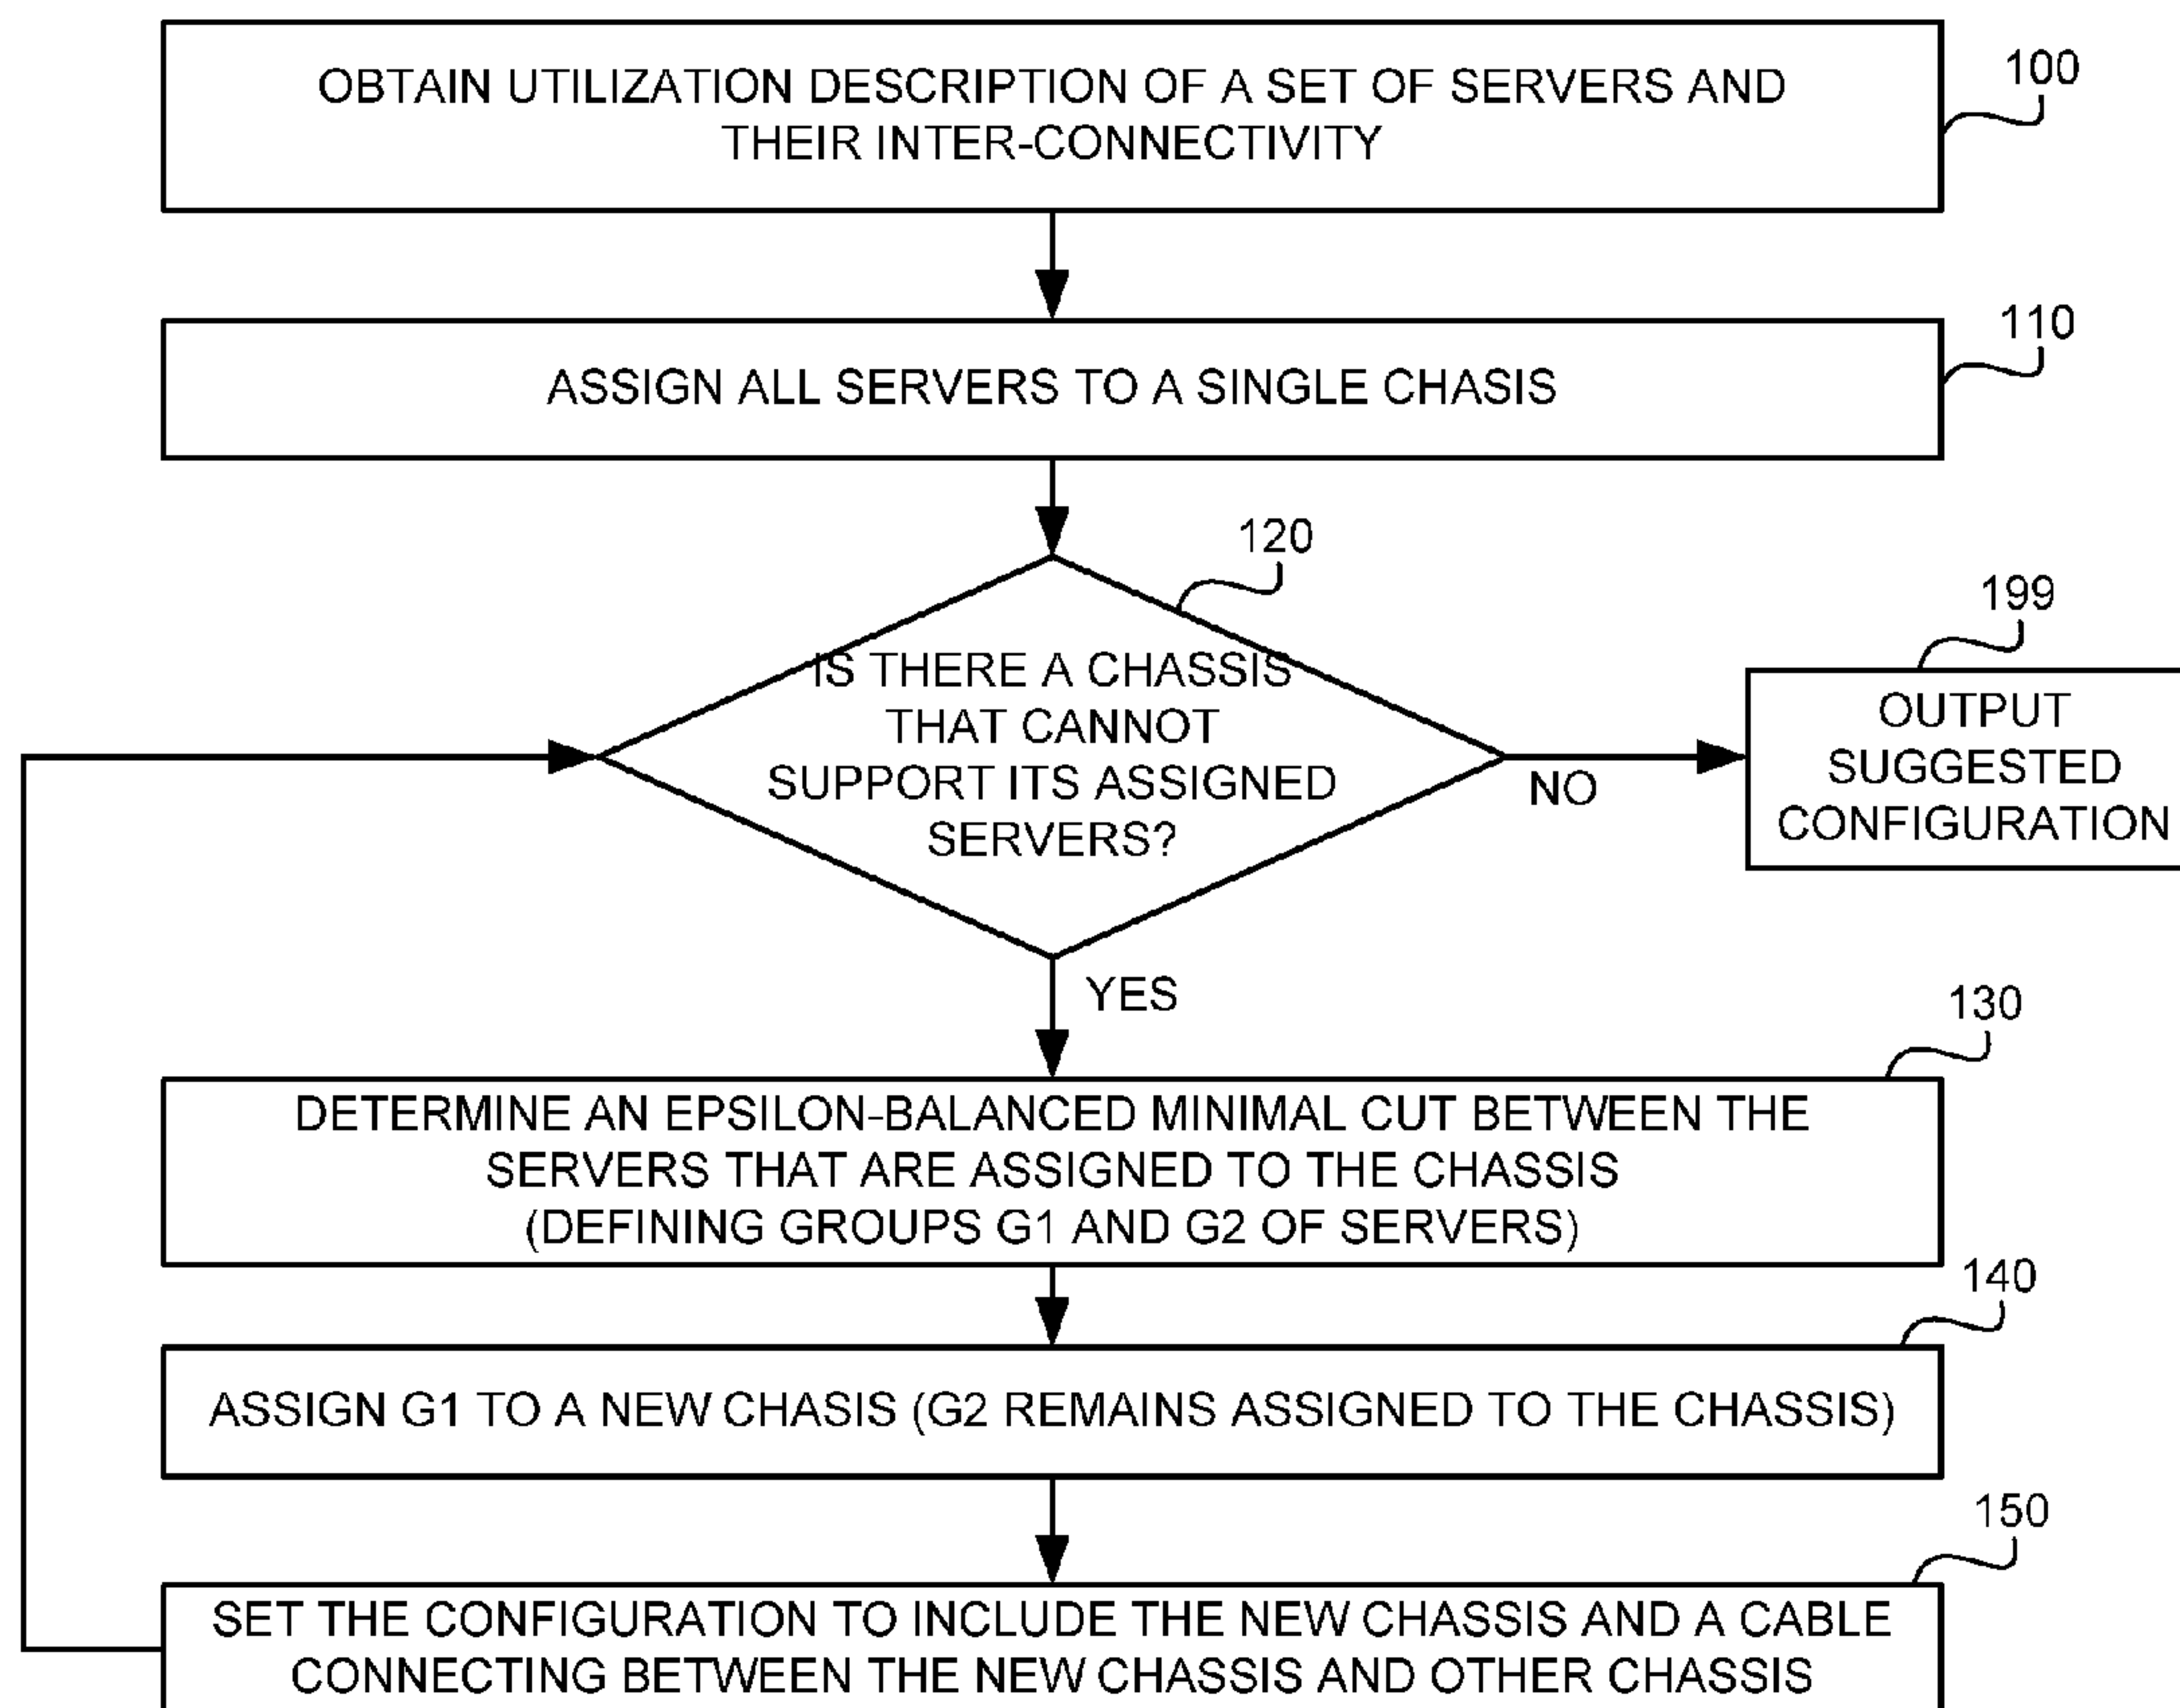 OBTAIN UTILIZATION DESCRIPTION OF A SET OF SERVERS AND
THEIR INTER-CONNECTIVITY
100
ASSIGN ALL SERVERS TO A SINGLE CHASIS
110
120
IS THERE A CHASSIS
THAT CANNOT
SUPPORT ITS ASSIGNED
SERVERS?
NO
199
OUTPUT
SUGGESTED
CONFIGURATION
YES
130
DETERMINE AN EPSILON-BALANCED MINIMAL CUT BETWEEN THE
SERVERS THAT ARE ASSIGNED TO THE CHASSIS
(DEFINING GROUPS G1 AND G2 OF SERVERS)
140
ASSIGN G1 TO A NEW CHASIS (G2 REMAINS ASSIGNED TO THE CHASSIS)
150
SET THE CONFIGURATION TO INCLUDE THE NEW CHASSIS AND A CABLE
CONNECTING BETWEEN THE NEW CHASSIS AND OTHER CHASSIS